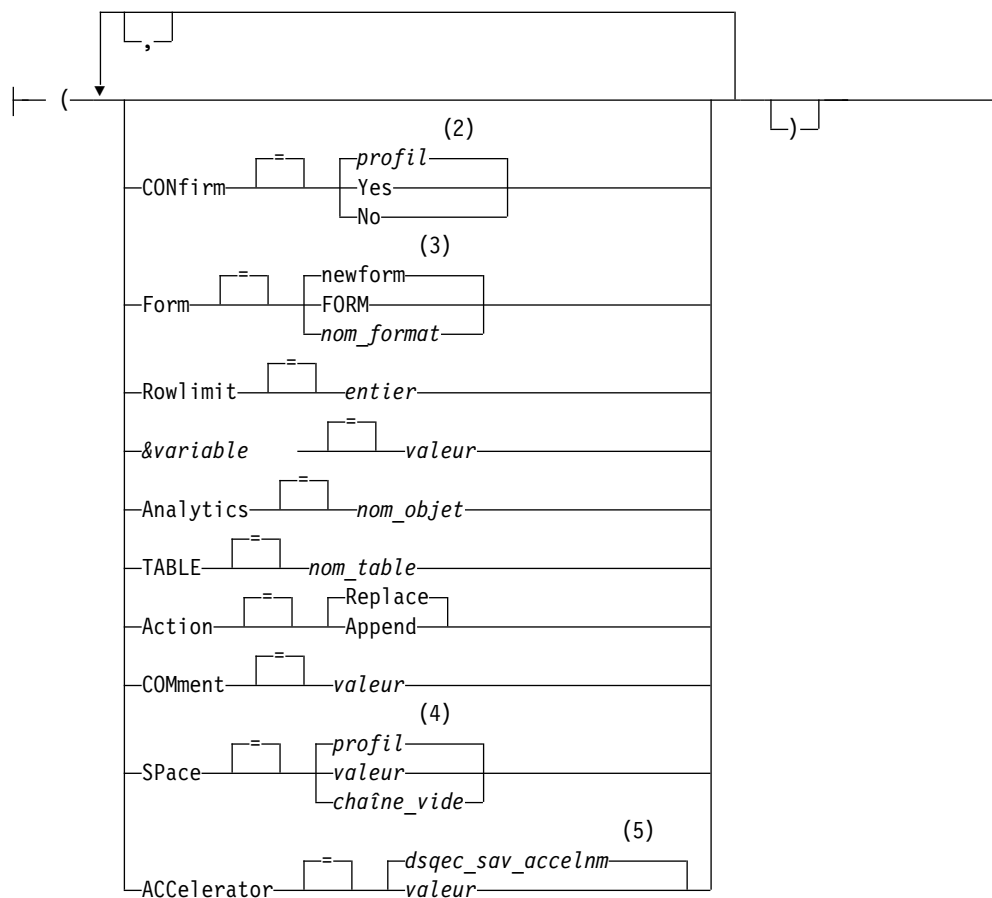 ,
( )
(2)
CONfirm = profil
Yes
No
(3)
Form = newform
FORM
nom_format
Rowlimit = entier
&variable = valeur
Analytics = nom_objet
TABLE = nom_table
Action = Replace
Append
COMment = valeur
(4)
SPace = profil
valeur
chaîne_vide
(5)
ACCelerator = dsqec_sav_accelnm
valeur